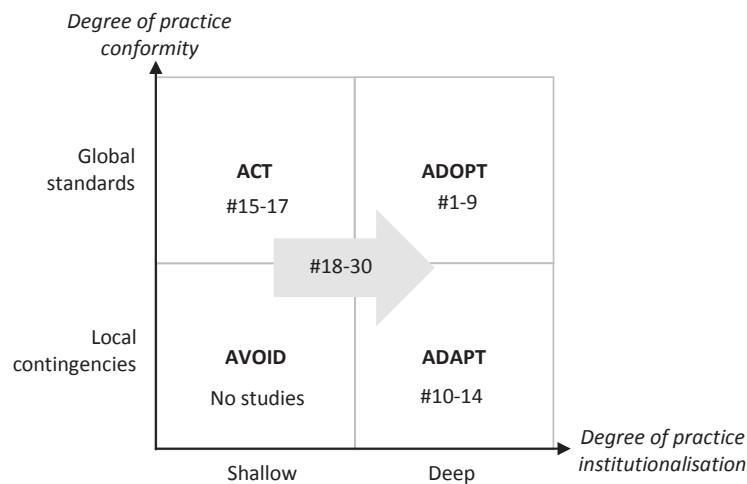 Degree of practice
conformity
Global
standards
ACT
#15-17
ADOPT
#1-9
#18-30
Local
contingencies
AVOID
No studies
ADAPT
#10-14
Shallow
Deep
Degree of practice
institutionalisation